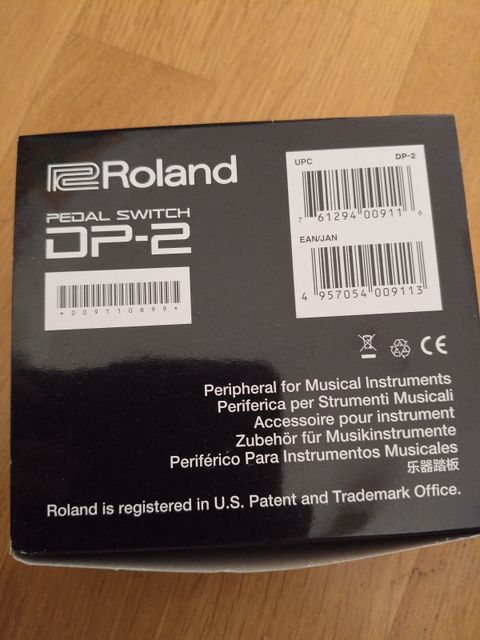 Roland
PEDAL SWITCH
DP-2
*009110899*
UPC DP-2
7 61294 00911 6
EAN/JAN
4 957054 009113
CE
Peripheral for Musical Instruments
Periferica per Strumenti Musicali
Accessoire pour instrument
Zubehör für Musikinstrumente
Periférico Para Instrumentos Musicales
乐器踏板
Roland is registered in U.S. Patent and Trademark Office.